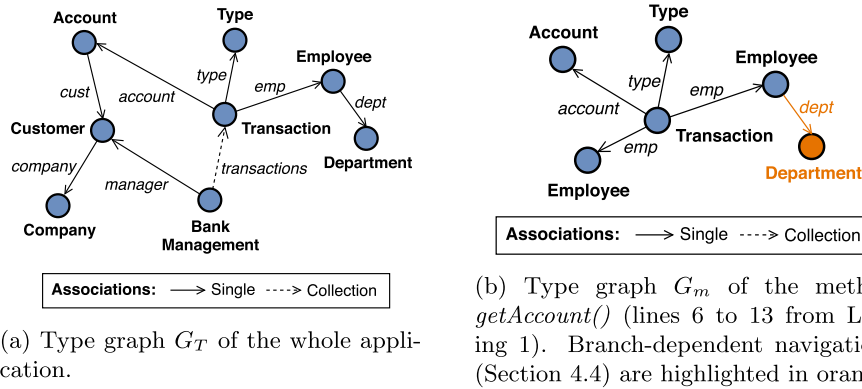 Account
Type
Employee
type
emp
cust
account
dept
Customer
Transaction
Department
company
transactions
manager
Company
Bank
Management
Associations: Single Collection
(a) Type graph G_T of the whole appli-
cation.
Type
Account
Employee
type
emp
account
dept
Transaction
emp
Department
Employee
Associations: Single Collection
(b) Type graph G_m of the meth
getAccount() (lines 6 to 13 from L
ing 1). Branch-dependent navigation
(Section 4.4) are highlighted in oran